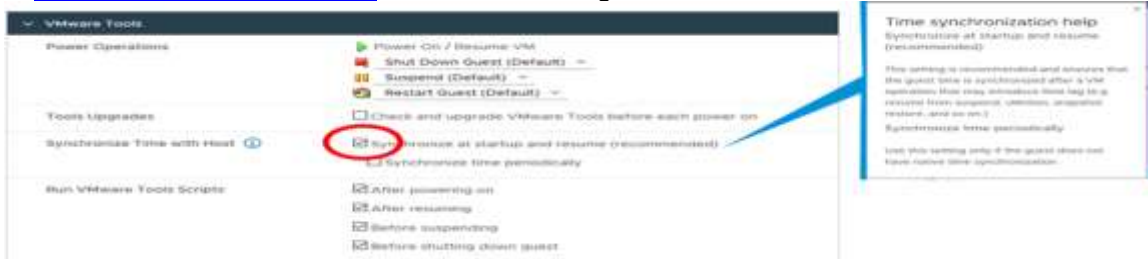 VMware Tools
Power Operations
Power On / Resume VM
Shut Down Guest (Default)
Suspend (Default)
Restart Guest (Default)
Tools Upgrades
Check and upgrade VMware Tools before each power on
Synchronize Time with Host
Synchronize at startup and resume (recommended)
Synchronize time periodically
Run VMware Tools Scripts
After powering on
After resuming
Before suspending
Before shutting down guest
Time synchronization help
Synchronize at startup and resume
(recommended)
This setting is recommended and ensures that
the guest time is synchronized after a VM
operation that may introduce time lag (e.g.
resume from suspend, vMotion, snapshot
restore, and so on.)
Synchronize time periodically
Use this setting only if the guest does not
have native time synchronization